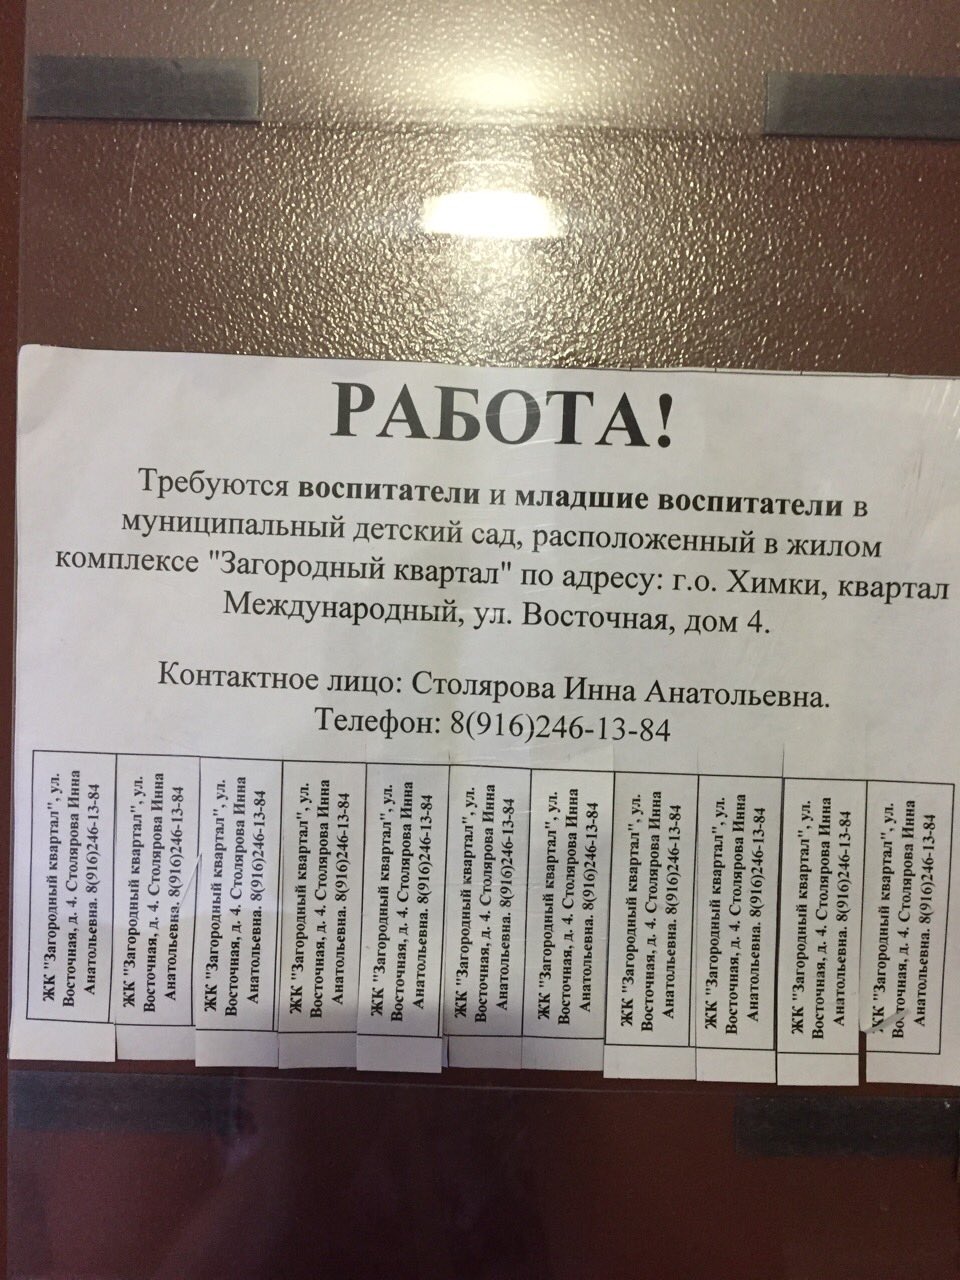 РАБОТА!
Требуются воспитатели и младшие воспитатели в
муниципальный детский сад, расположенный в жилом
комплексе "Загородный квартал" по адресу: г.о. Химки, квартал
Международный, ул. Восточная, дом 4.
Контактное лицо: Столярова Инна Анатольевна.
Телефон: 8(916)246-13-84
ЖК "Загородный квартал", ул.
Восточная, д. 4. Столярова Инна
Анатольевна. 8(916)246-13-84
ЖК "Загородный квартал", ул.
Восточная, д. 4. Столярова Инна
Анатольевна. 8(916)246-13-84
ЖК "Загородный квартал", ул.
Восточная, д. 4. Столярова Инна
Анатольевна. 8(916)246-13-84
ЖК "Загородный квартал", ул.
Восточная, д. 4. Столярова Инна
Анатольевна. 8(916)246-13-84
ЖК "Загородный квартал", ул.
Восточная, д. 4. Столярова Инна
Анатольевна. 8(916)246-13-84
ЖК "Загородный квартал", ул.
Восточная, д. 4. Столярова Инна
Анатольевна. 8(916)246-13-84
ЖК "Загородный квартал", ул.
Восточная, д. 4. Столярова Инна
Анатольевна. 8(916)246-13-84
ЖК "Загородный квартал", ул.
Восточная, д. 4. Столярова Инна
Анатольевна. 8(916)246-13-84
ЖК "Загородный квартал", ул.
Восточная, д. 4. Столярова Инна
Анатольевна. 8(916)246-13-84
ЖК "Загородный квартал", ул.
Восточная, д. 4. Столярова Инна
Анатольевна. 8(916)246-13-84
ЖК "Загородный квартал", ул.
Восточная, д. 4. Столярова Инна
Анатольевна. 8(916)246-13-84